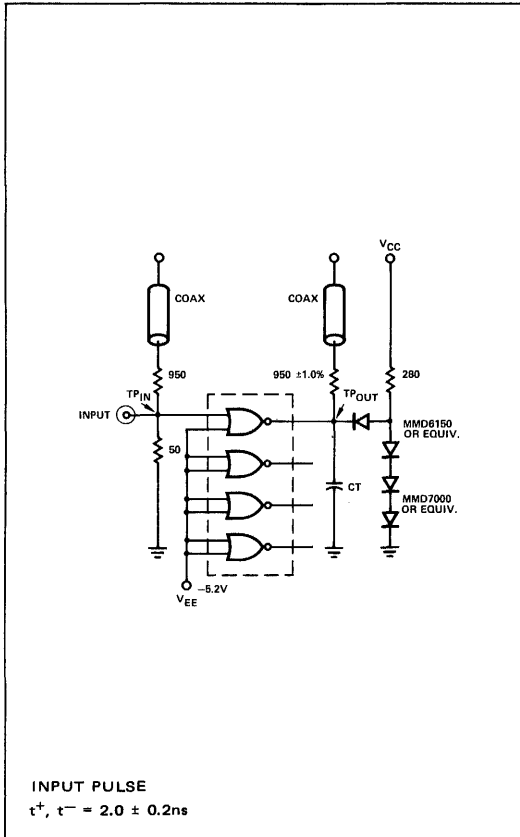 VCC
COAX
COAX
950
950 ±1.0%
280
TPIN
TPOUT
INPUT
MMD6150
OR EQUIV.
50
CT
MMD7000
OR EQUIV.
−5.2V
VEE
INPUT PULSE
t+, t− = 2.0 ± 0.2ns